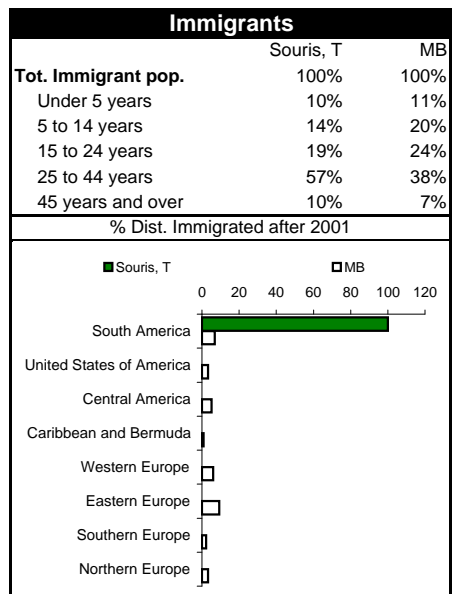 Immigrants
Souris, T MB
Tot. Immigrant pop. 100% 100%
Under 5 years 10% 11%
5 to 14 years 14% 20%
15 to 24 years 19% 24%
25 to 44 years 57% 38%
45 years and over 10% 7%
% Dist. Immigrated after 2001
Souris, T MB
0 20 40 60 80 100 120
South America
United States of America
Central America
Caribbean and Bermuda
Western Europe
Eastern Europe
Southern Europe
Northern Europe